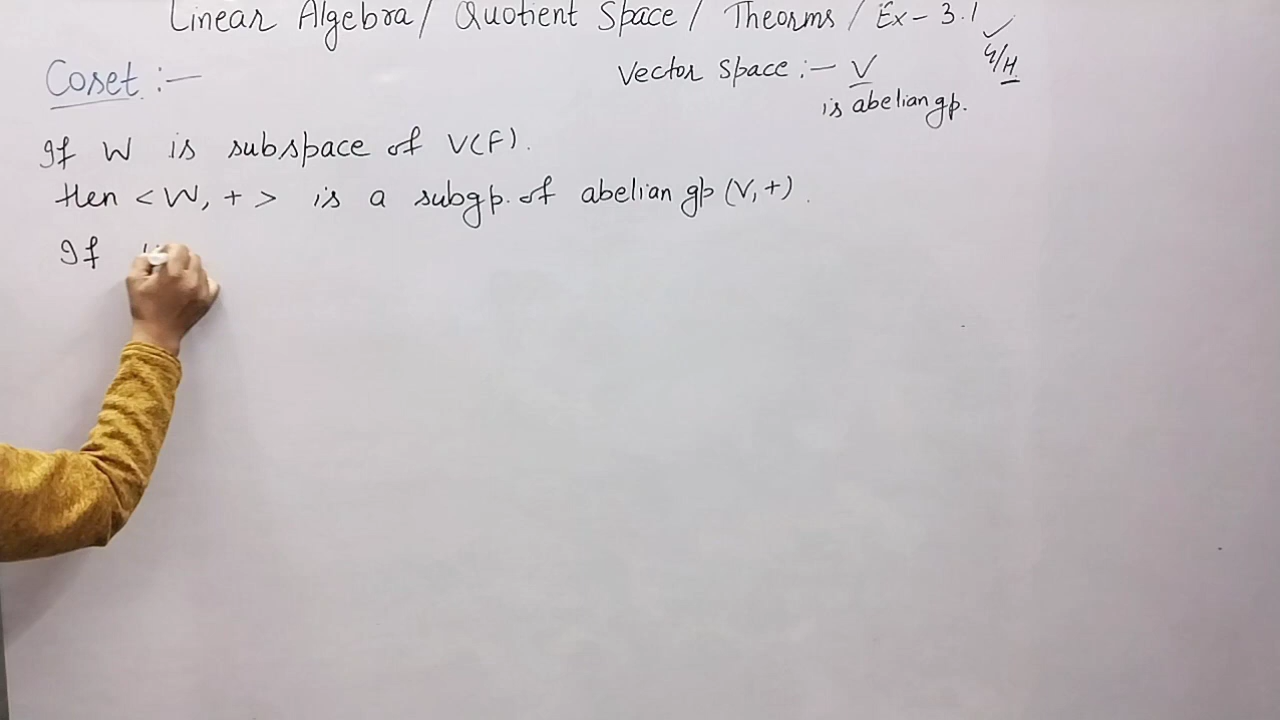 Linear Algebra / Quotient Space / Theorms / Ex - 3.1
Coset :-
Vector Space :- V
G/H
is abelian gp.
If W is subspace of V(F).
then < W, + > is a subgp. of abelian gp (V, +).
If